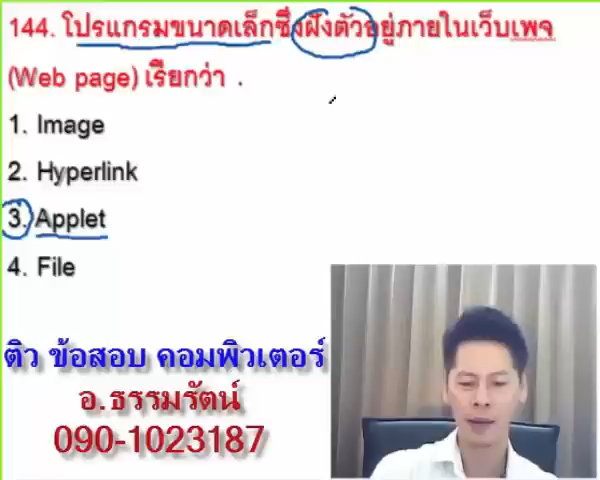 144. โปรแกรมขนาดเล็กซึ่งฝังตัวอยู่ภายในเว็บเพจ
(Web page) เรียกว่า .
1. Image
2. Hyperlink
3. Applet
4. File
ติว ข้อสอบ คอมพิวเตอร์
อ.ธรรมรัตน์
090-1023187